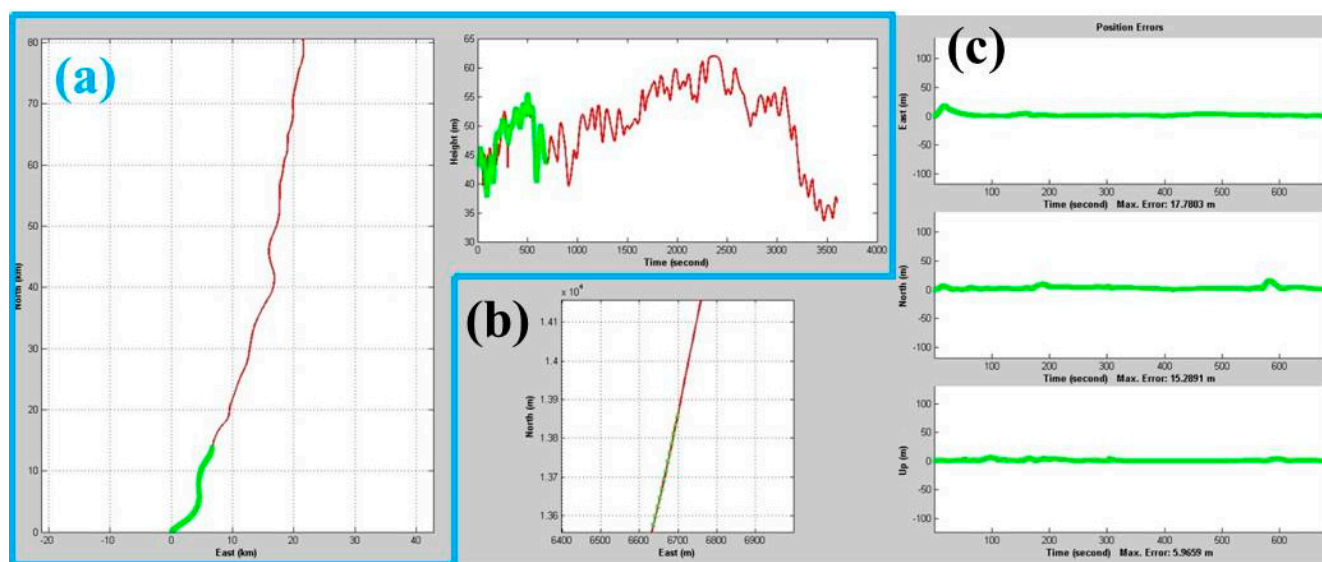 (a)
80
70
60
50
40
30
20
10
0
North (km)
-20 -10 0 10 20 30 40
East (km)
65
60
55
50
45
40
35
30
Height (m)
0 500 1000 1500 2000 2500 3000 3500 4000
Time (second)
(b)
x 10⁴
1.41
1.4
1.39
1.38
1.37
1.36
North (m)
6400 6500 6600 6700 6800 6900
East (m)
(c)
Position Errors
100
50
0
-50
-100
East (m)
100 200 300 400 500 600
Time (second) Max. Error: 17.7803 m
100
50
0
-50
-100
North (m)
100 200 300 400 500 600
Time (second) Max. Error: 15.2891 m
100
50
0
-50
-100
Up (m)
100 200 300 400 500 600
Time (second) Max. Error: 5.9659 m